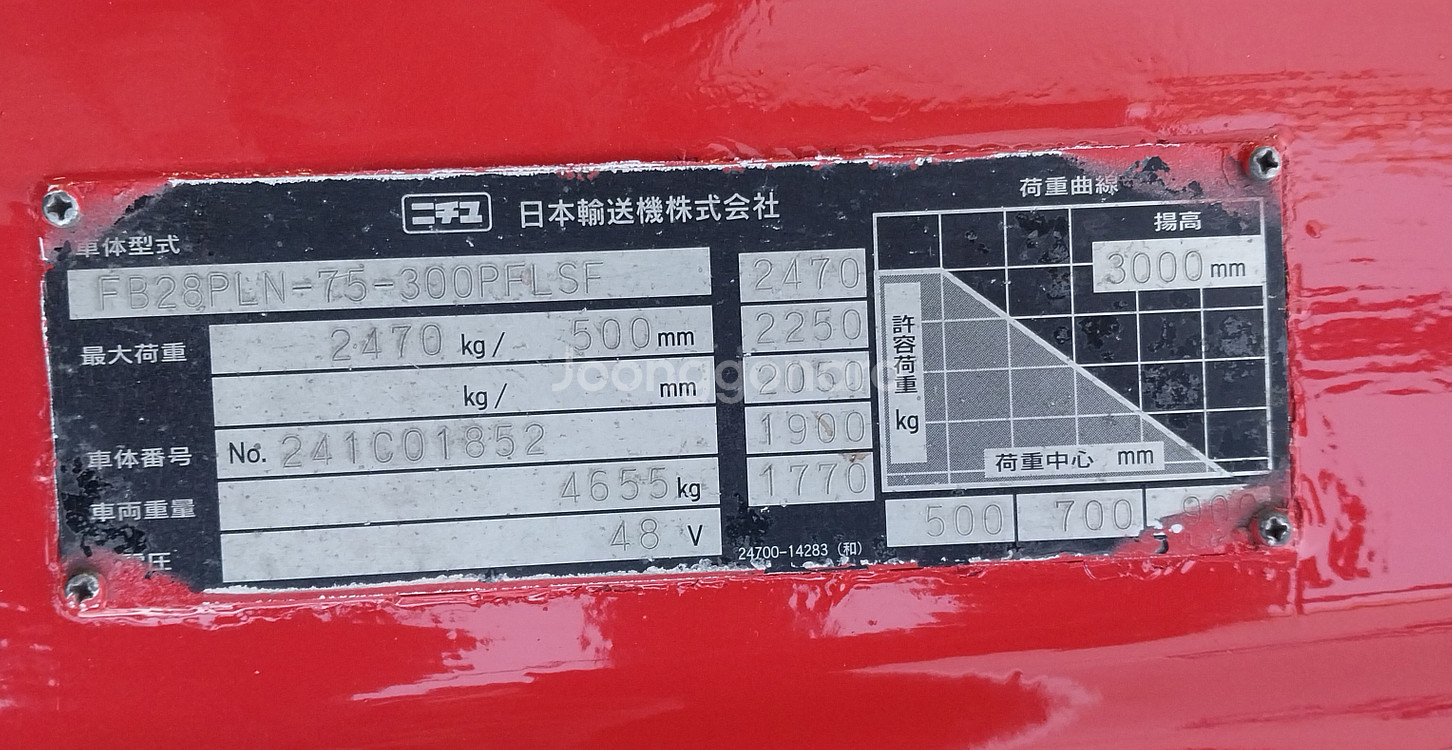 ニチユ 日本輸送機株式会社
車体型式
FB28PLN-75-300PFLSF
最大荷重 2470 kg/ 500 mm
kg/ mm
車体番号 No. 241C01852
車両重量 4655 kg
圧 48 V
2470
2250
2050
1900
1770
24700-14283 (和)
荷重曲線
揚高
3000 mm
許容荷重 kg
荷重中心 mm
500 700